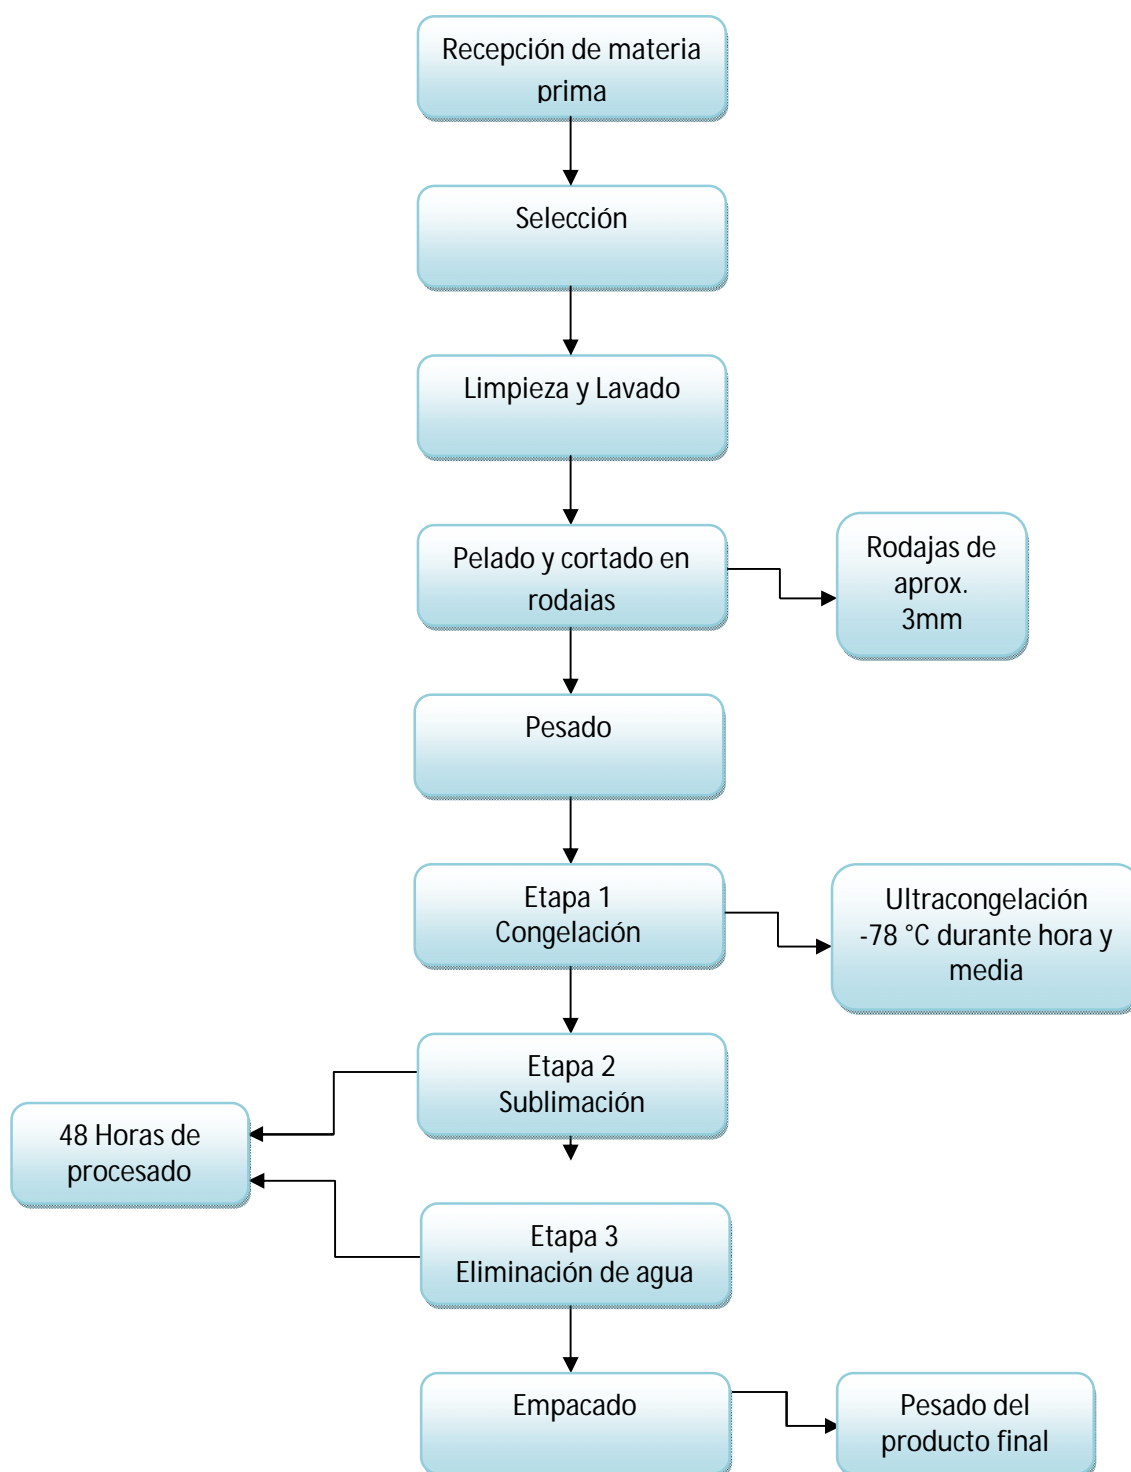 Recepción de materia
prima
Selección
Limpieza y Lavado
Pelado y cortado en
rodajas
Rodajas de
aprox.
3mm
Pesado
Etapa 1
Congelación
Ultracongelación
-78 °C durante hora y
media
Etapa 2
Sublimación
48 Horas de
procesado
Etapa 3
Eliminación de agua
Empacado
Pesado del
producto final